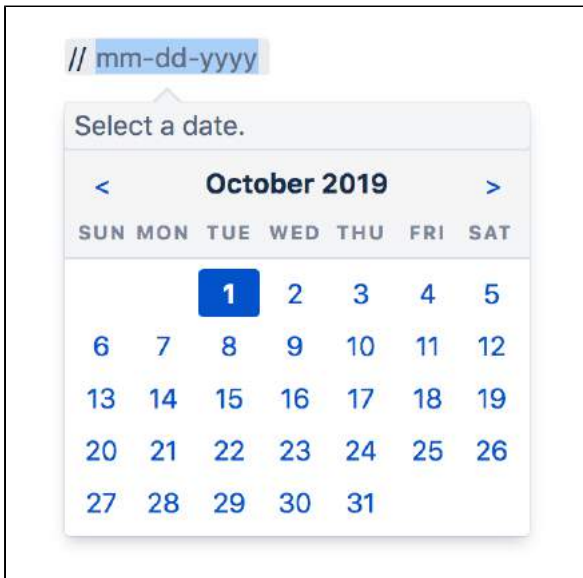 // mm-dd-yyyy
Select a date.
< October 2019 >
SUN MON TUE WED THU FRI SAT
1 2 3 4 5
6 7 8 9 10 11 12
13 14 15 16 17 18 19
20 21 22 23 24 25 26
27 28 29 30 31